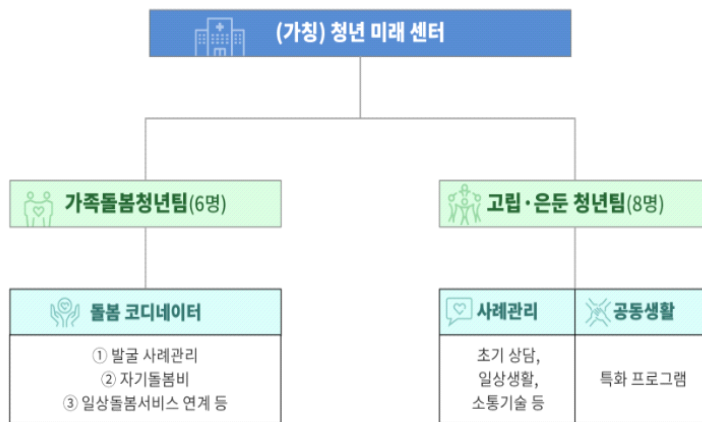 (가칭) 청년 미래 센터
가족돌봄청년팀(6명)
고립·은둔 청년팀(8명)
돌봄 코디네이터
① 발굴 사례관리
② 자기돌봄비
③ 일상돌봄서비스 연계 등
사례관리
초기 상담,
일상생활,
소통기술 등
공동생활
특화 프로그램